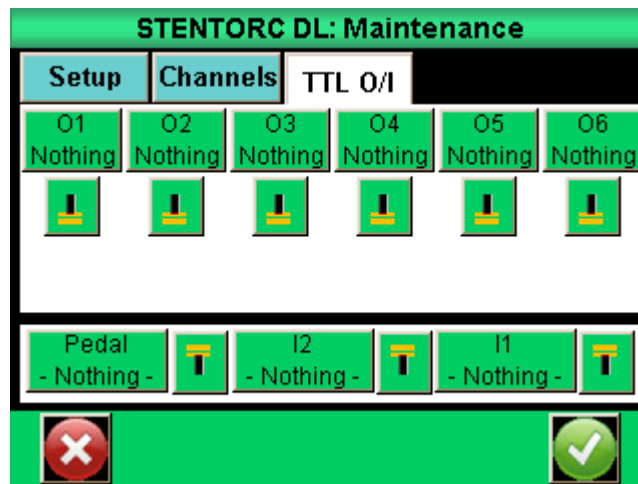 STENTORC DL: Maintenance
Setup Channels TTL O/I
O1 O2 O3 O4 O5 O6
Nothing Nothing Nothing Nothing Nothing Nothing
Pedal I2 I1
- Nothing - - Nothing - - Nothing -